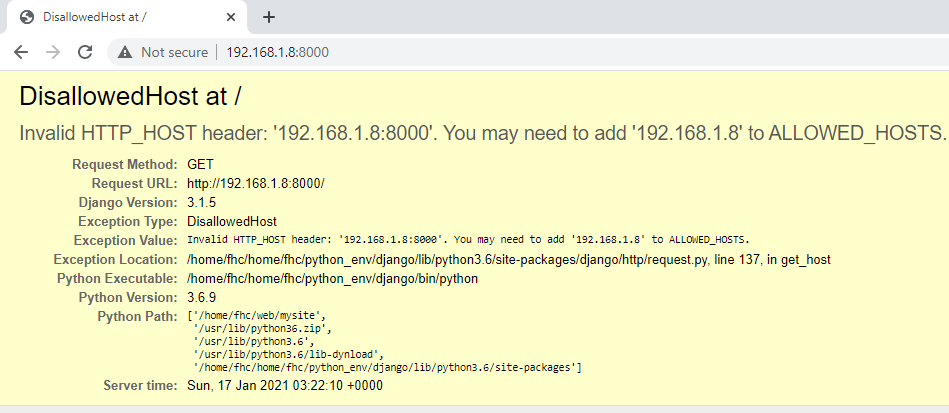 DisallowedHost at /
Not secure | 192.168.1.8:8000
DisallowedHost at /
Invalid HTTP_HOST header: '192.168.1.8:8000'. You may need to add '192.168.1.8' to ALLOWED_HOSTS.
Request Method: GET
Request URL: http://192.168.1.8:8000/
Django Version: 3.1.5
Exception Type: DisallowedHost
Exception Value: Invalid HTTP_HOST header: '192.168.1.8:8000'. You may need to add '192.168.1.8' to ALLOWED_HOSTS.
Exception Location: /home/fhc/home/fhc/python_env/django/lib/python3.6/site-packages/django/http/request.py, line 137, in get_host
Python Executable: /home/fhc/home/fhc/python_env/django/bin/python
Python Version: 3.6.9
Python Path: ['/home/fhc/web/mysite',
'/usr/lib/python36.zip',
'/usr/lib/python3.6',
'/usr/lib/python3.6/lib-dynload',
'/home/fhc/home/fhc/python_env/django/lib/python3.6/site-packages']
Server time: Sun, 17 Jan 2021 03:22:10 +0000